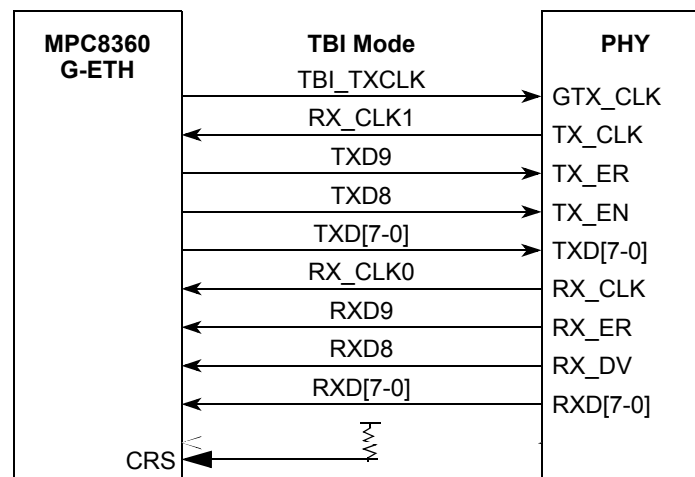 MPC8360 TBI Mode PHY
G-ETH
TBI_TXCLK
GTX_CLK
RX_CLK1
TX_CLK
TXD9
TX_ER
TXD8
TX_EN
TXD[7-0]
TXD[7-0]
RX_CLK0
RX_CLK
RXD9
RX_ER
RXD8
RX_DV
RXD[7-0]
RXD[7-0]
CRS